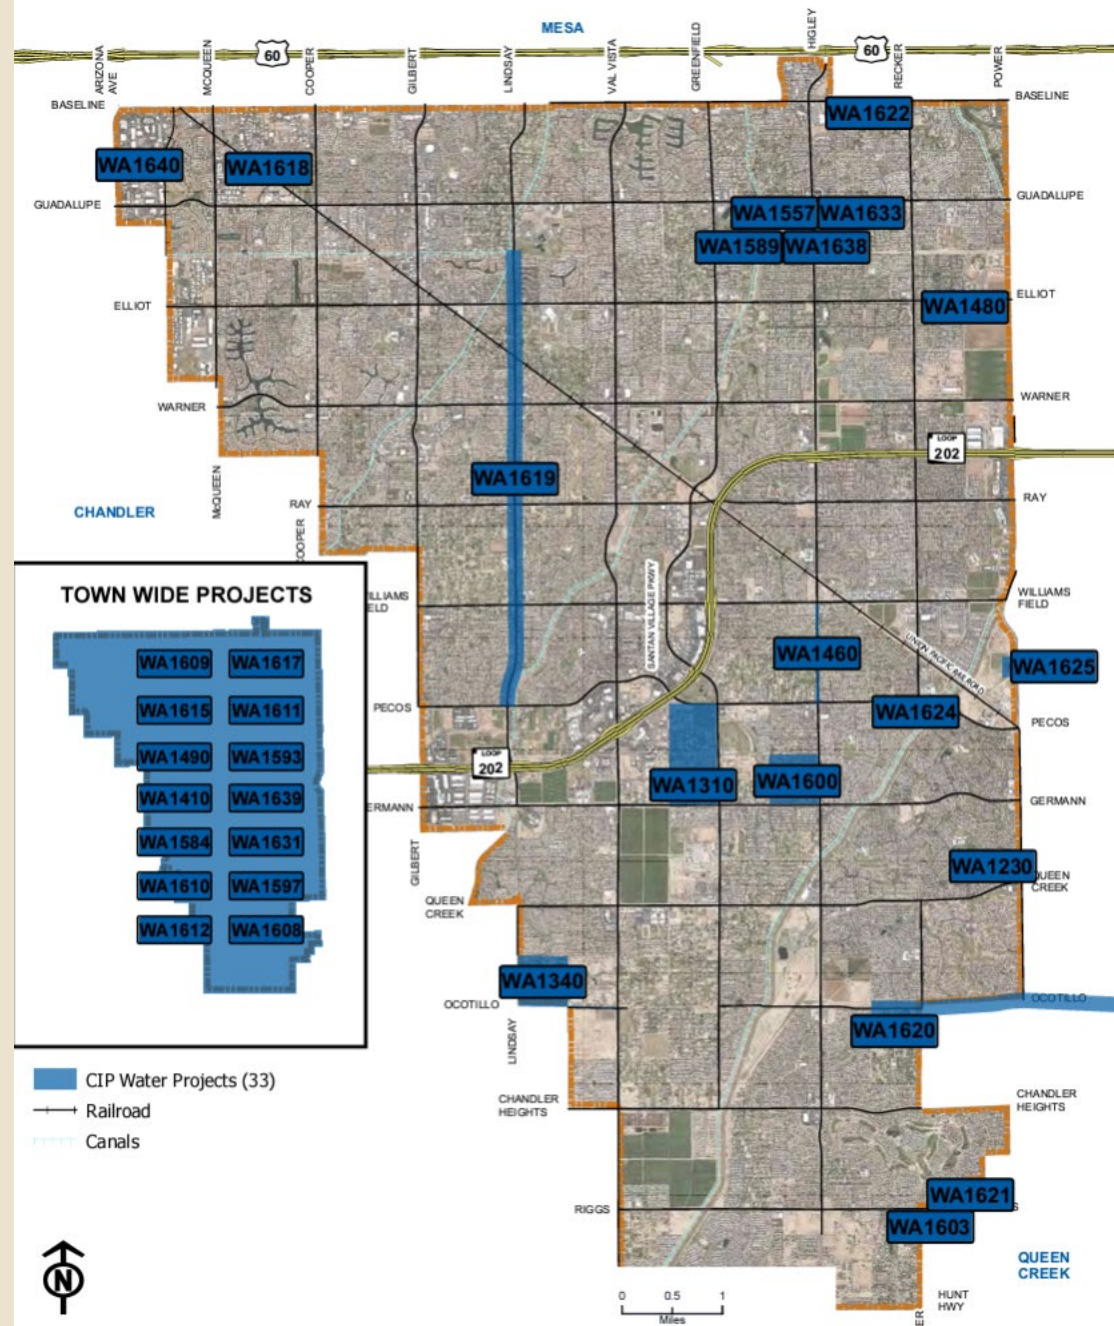 MESA
60
60
ARIZONA
AVE
MCQUEEN
COOPER
GILBERT
LINDSAY
VAL VISTA
GREENFIELD
HIGLEY
RECKER
POWER
BASELINE
BASELINE
WA1622
WA1640
WA1618
GUADALUPE
GUADALUPE
WA1557
WA1633
WA1589
WA1638
ELLIOT
ELLIOT
WA1480
WARNER
WARNER
LOOP
202
McQUEEN
WA1619
CHANDLER
RAY
RAY
COOPER
SANTAN VILLAGE PKWY
WILLIAMS
FIELD
ILLIAMS
ELD
UNION PACIFIC RAILROAD
WA1460
WA1625
WA1624
PECOS
PECOS
LOOP
202
WA1310
WA1600
ERMANN
GERMANN
GILBERT
WA1230
QUEEN
CREEK
QUEEN
CREEK
WA1340
OCOTILLO
OCOTILLO
LINDSAY
WA1620
CHANDLER
HEIGHTS
CHANDLER
HEIGHTS
WA1621
S
RIGGS
WA1603
QUEEN
CREEK
HUNT
HWY
ER
TOWN WIDE PROJECTS
WA1609
WA1617
WA1615
WA1611
WA1490
WA1593
WA1410
WA1639
WA1584
WA1631
WA1610
WA1597
WA1612
WA1608
CIP Water Projects (33)
Railroad
Canals
N
0 0.5 1
Miles